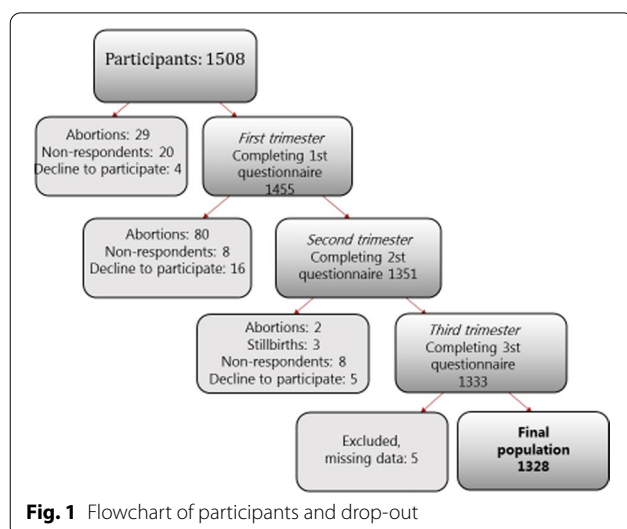 Participants: 1508
Abortions: 29
Non-respondents: 20
Decline to participate: 4
First trimester
Completing 1st
questionnaire
1455
Abortions: 80
Non-respondents: 8
Decline to participate: 16
Second trimester
Completing 2st
questionnaire 1351
Abortions: 2
Stillbirths: 3
Non-respondents: 8
Decline to participate: 5
Third trimester
Completing 3st
questionnaire
1333
Excluded,
missing data: 5
Final
population
1328
Fig. 1 Flowchart of participants and drop-out